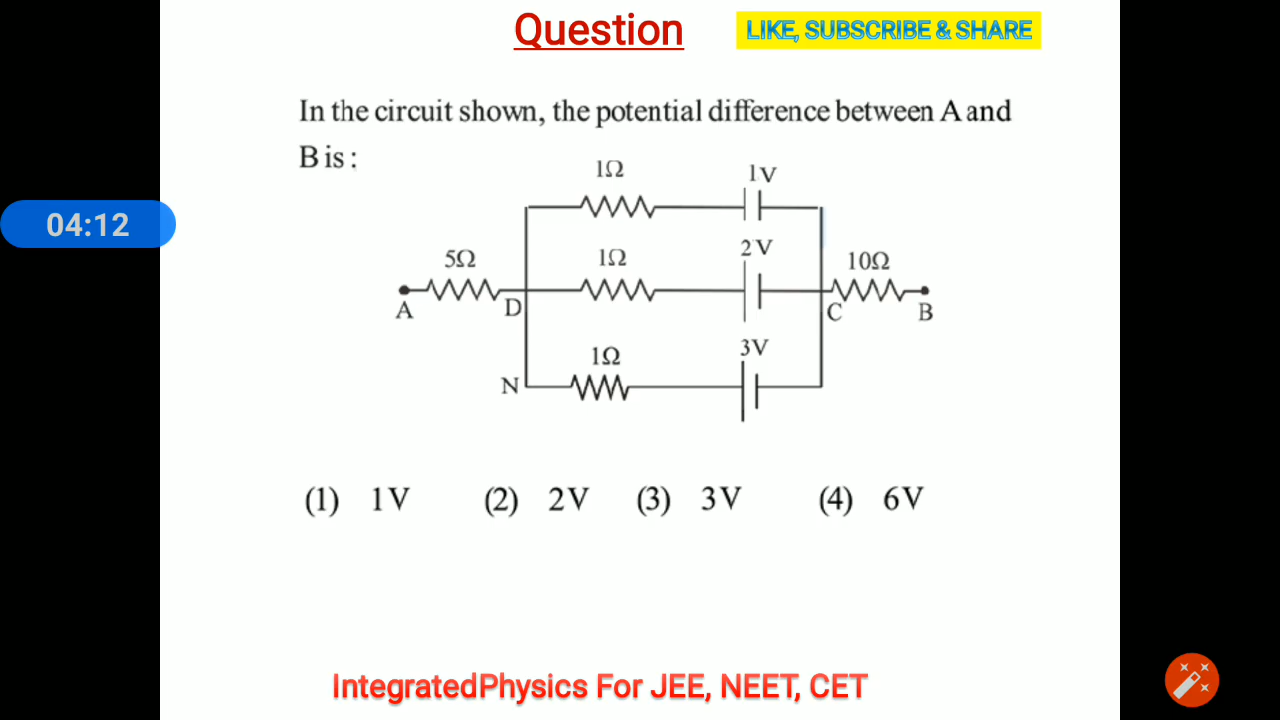 Question
LIKE, SUBSCRIBE & SHARE
In the circuit shown, the potential difference between A and
B is :
1Ω
1V
04:12
5Ω
1Ω
2V
10Ω
A
D
C
B
1Ω
3V
N
(1) 1V (2) 2V (3) 3V (4) 6V
IntegratedPhysics For JEE, NEET, CET